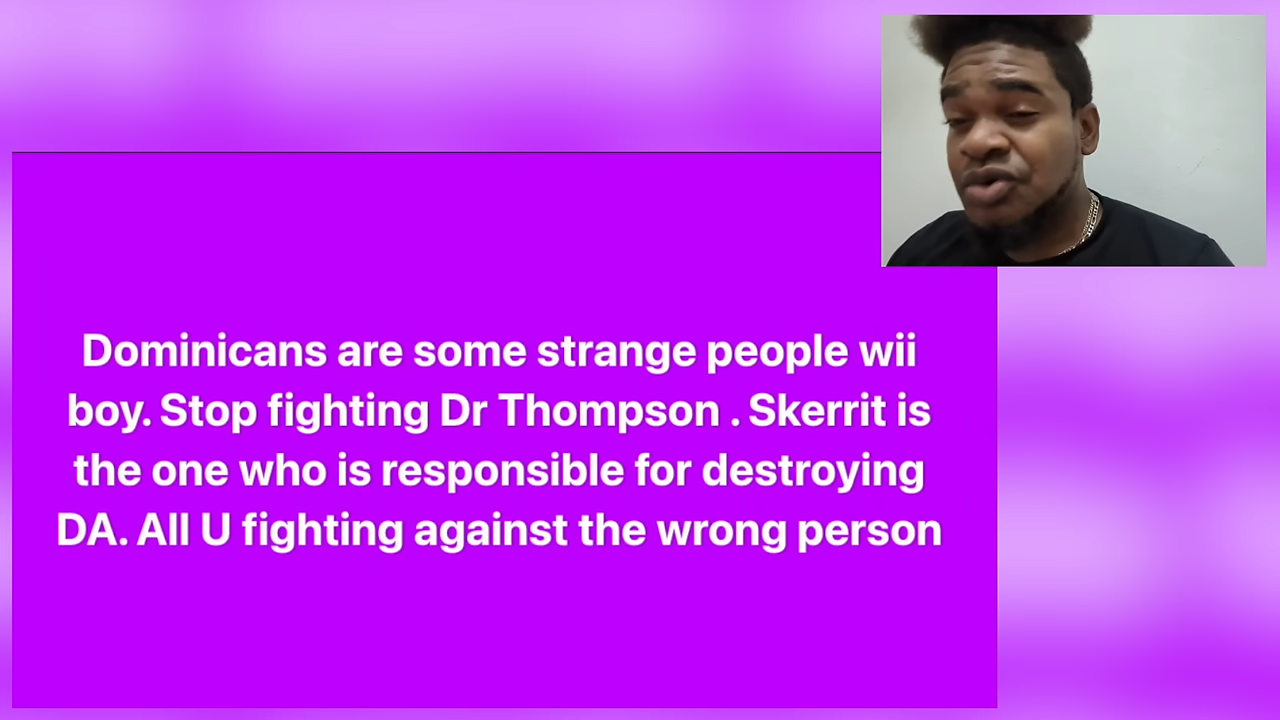 Dominicans are some strange people wii
boy. Stop fighting Dr Thompson . Skerrit is
the one who is responsible for destroying
DA. All U fighting against the wrong person